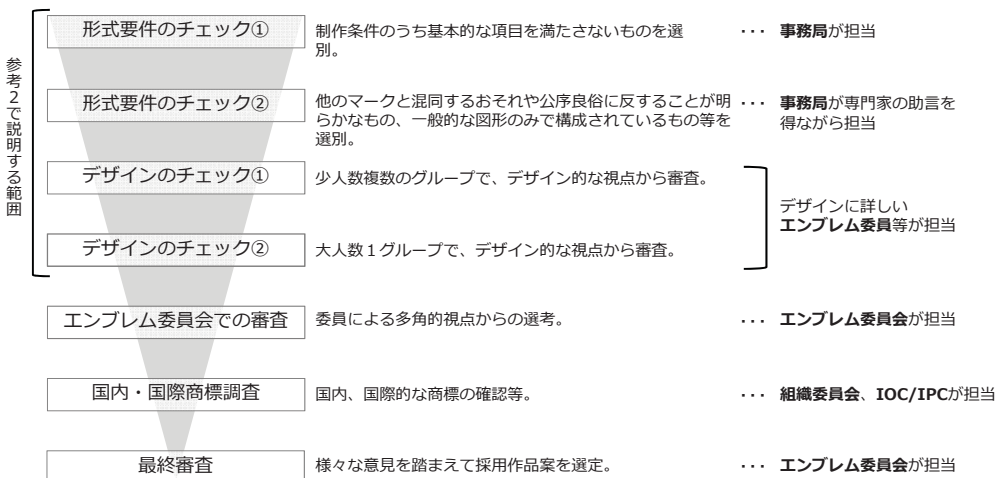 参考２で説明する範囲
形式要件のチェック①
制作条件のうち基本的な項目を満たさないものを選
別。
･･･ 事務局が担当
形式要件のチェック②
他のマークと混同するおそれや公序良俗に反することが明
らかなもの、一般的な図形のみで構成されているもの等を
選別。
･･･ 事務局が専門家の助言を
得ながら担当
デザインのチェック①
少人数複数のグループで、デザイン的な視点から審査。
デザインのチェック②
大人数１グループで、デザイン的な視点から審査。
デザインに詳しい
エンブレム委員等が担当
エンブレム委員会での審査
委員による多角的視点からの選考。
･･･ エンブレム委員会が担当
国内・国際商標調査
国内、国際的な商標の確認等。
･･･ 組織委員会、IOC/IPCが担当
最終審査
様々な意見を踏まえて採用作品案を選定。
･･･ エンブレム委員会が担当